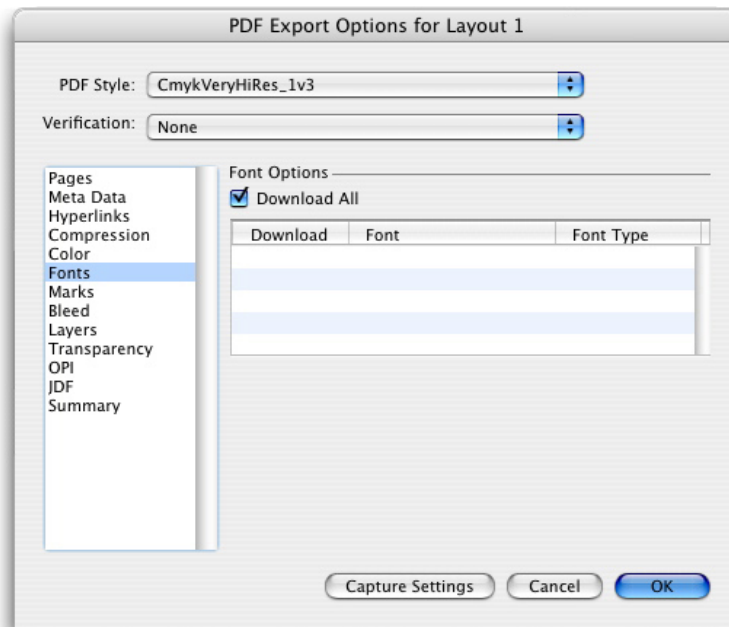 PDF Export Options for Layout 1
PDF Style: CmykVeryHiRes_1v3
Verification: None
Pages
Meta Data
Hyperlinks
Compression
Color
Fonts
Marks
Bleed
Layers
Transparency
OPI
JDF
Summary
Font Options
Download All
Download Font Font Type
Capture Settings Cancel OK